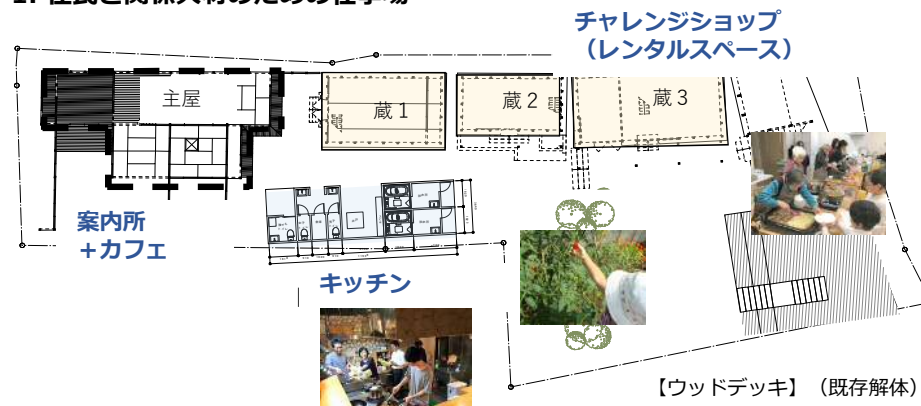 チャレンジショップ
（レンタルスペース）
主屋
蔵１
蔵２
蔵３
案内所
＋カフェ
キッチン
【ウッドデッキ】（既存解体）